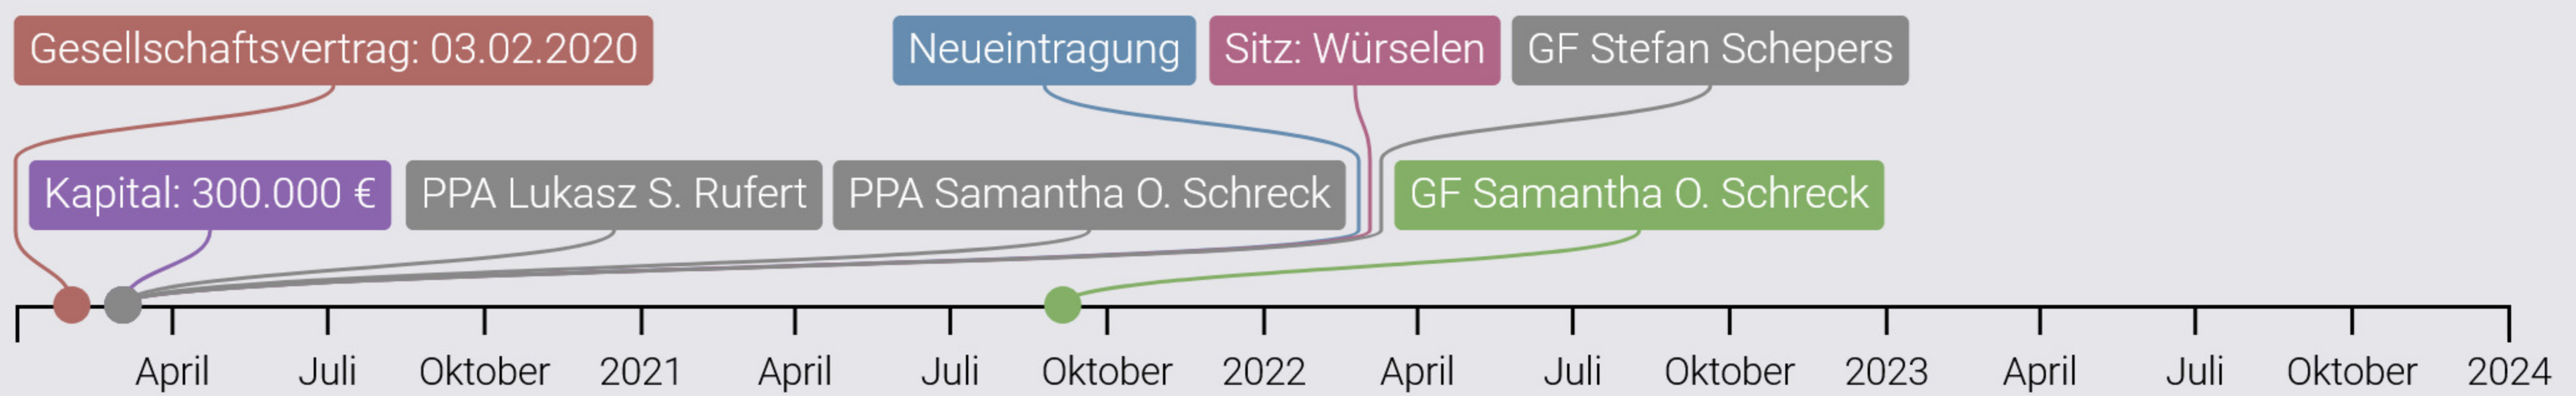 Gesellschaftsvertrag: 03.02.2020
Neueintragung
Sitz: Würselen
GF Stefan Schepers
Kapital: 300.000 €
PPA Lukasz S. Rufert
PPA Samantha O. Schreck
GF Samantha O. Schreck
April Juli Oktober 2021 April Juli Oktober 2022 April Juli Oktober 2023 April Juli Oktober 2024